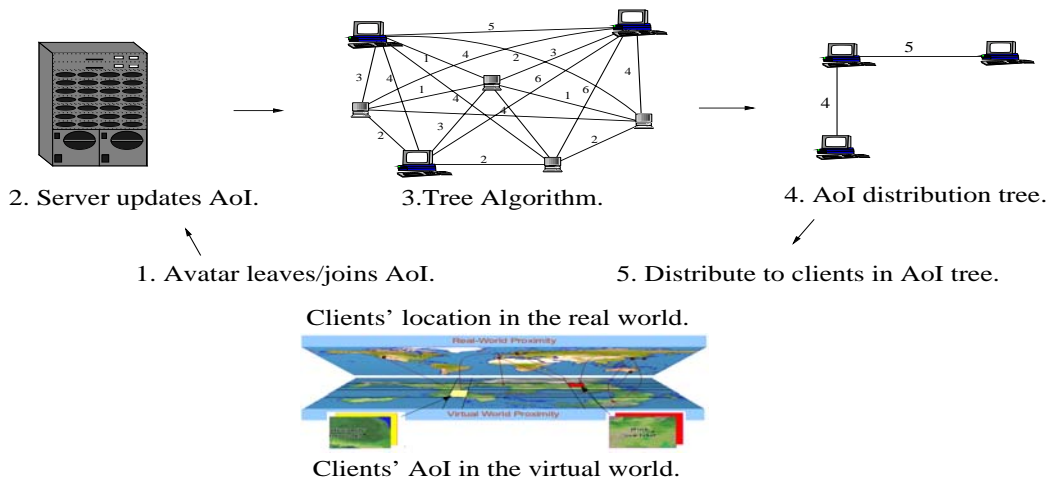 5
4
1
2
3
3
4
6
4
1
4
6
1
4
3
2
2
2
5
4
2. Server updates AoI.
3.Tree Algorithm.
4. AoI distribution tree.
1. Avatar leaves/joins AoI.
5. Distribute to clients in AoI tree.
Clients' location in the real world.
Real-World Proximity
Virtual World Proximity
Clients' AoI in the virtual world.